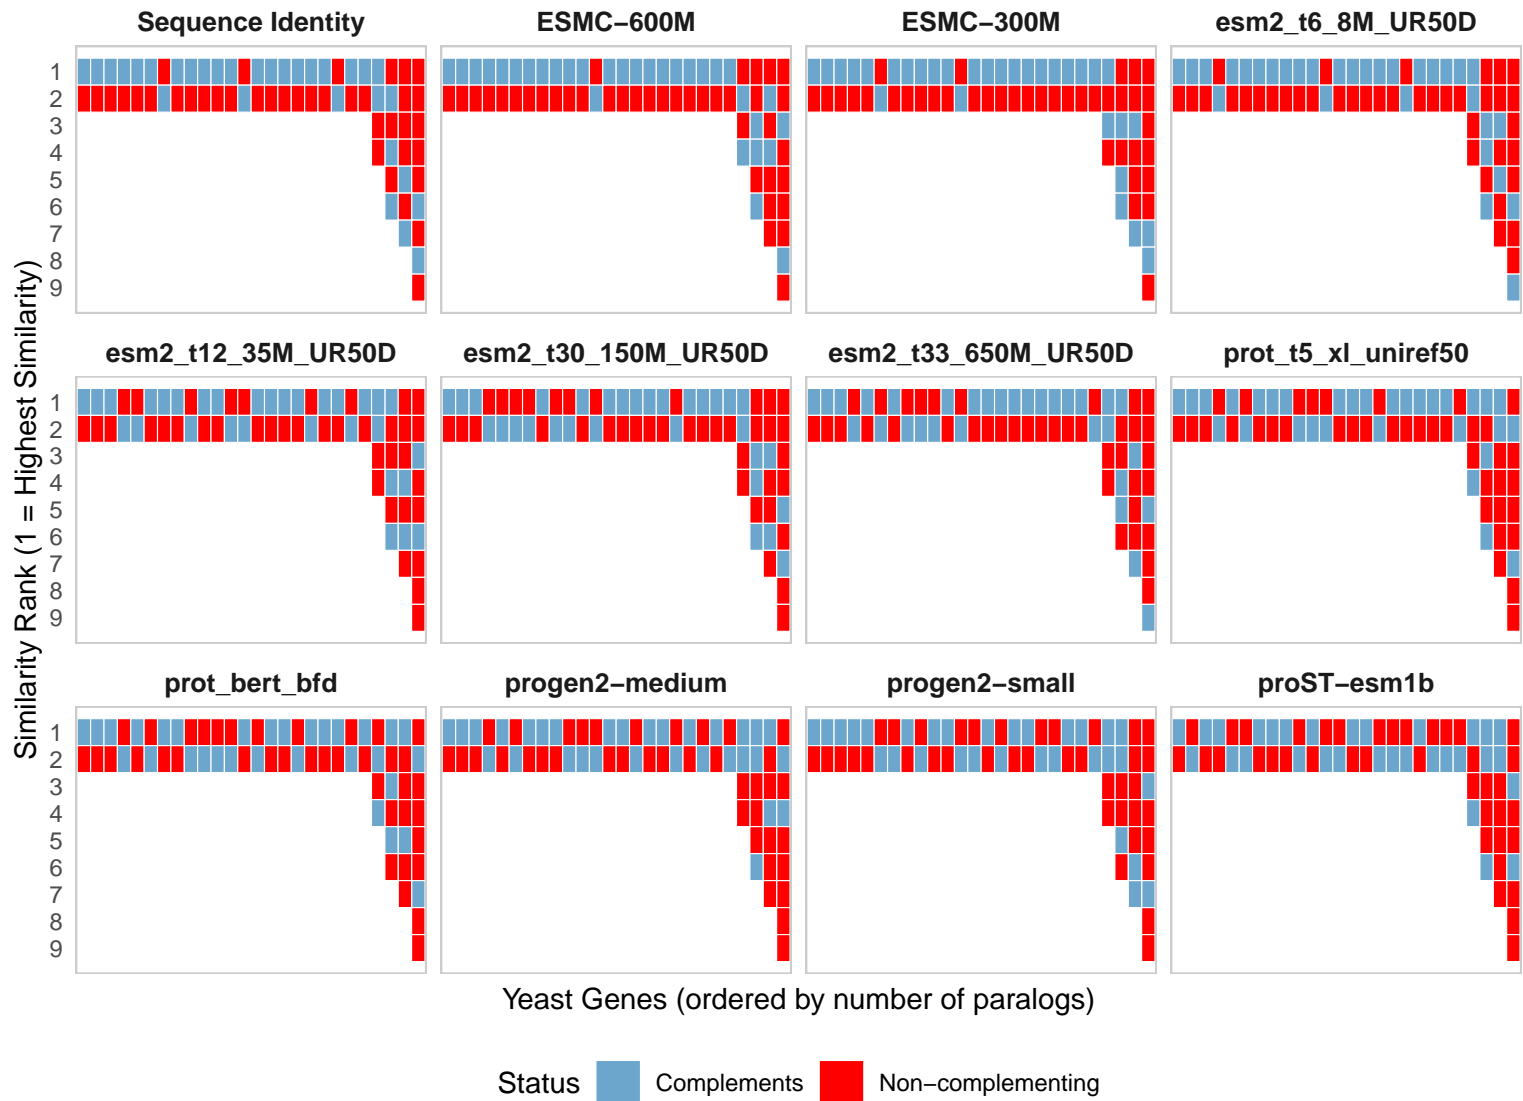 Sequence Identity
ESMC−600M
ESMC−300M
esm2_t6_8M_UR50D
1
2
3
4
5
6
7
8
9
esm2_t12_35M_UR50D
esm2_t30_150M_UR50D
esm2_t33_650M_UR50D
prot_t5_xl_uniref50
1
2
3
4
5
6
7
8
9
Similarity Rank (1 = Highest Similarity)
prot_bert_bfd
progen2−medium
progen2−small
proST−esm1b
1
2
3
4
5
6
7
8
9
Yeast Genes (ordered by number of paralogs)
Status Complements Non−complementing